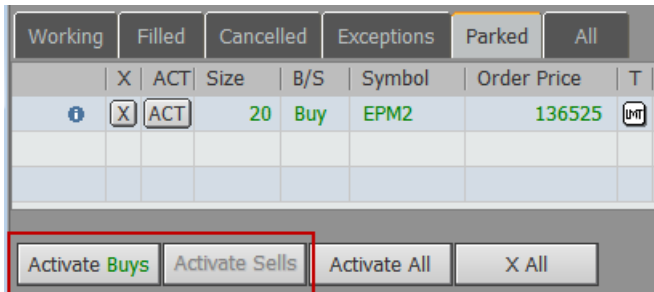 Working Filled Cancelled Exceptions Parked All
X ACT Size B/S Symbol Order Price T
i X ACT 20 Buy EPM2 136525 LMT
Activate Buys Activate Sells Activate All X All